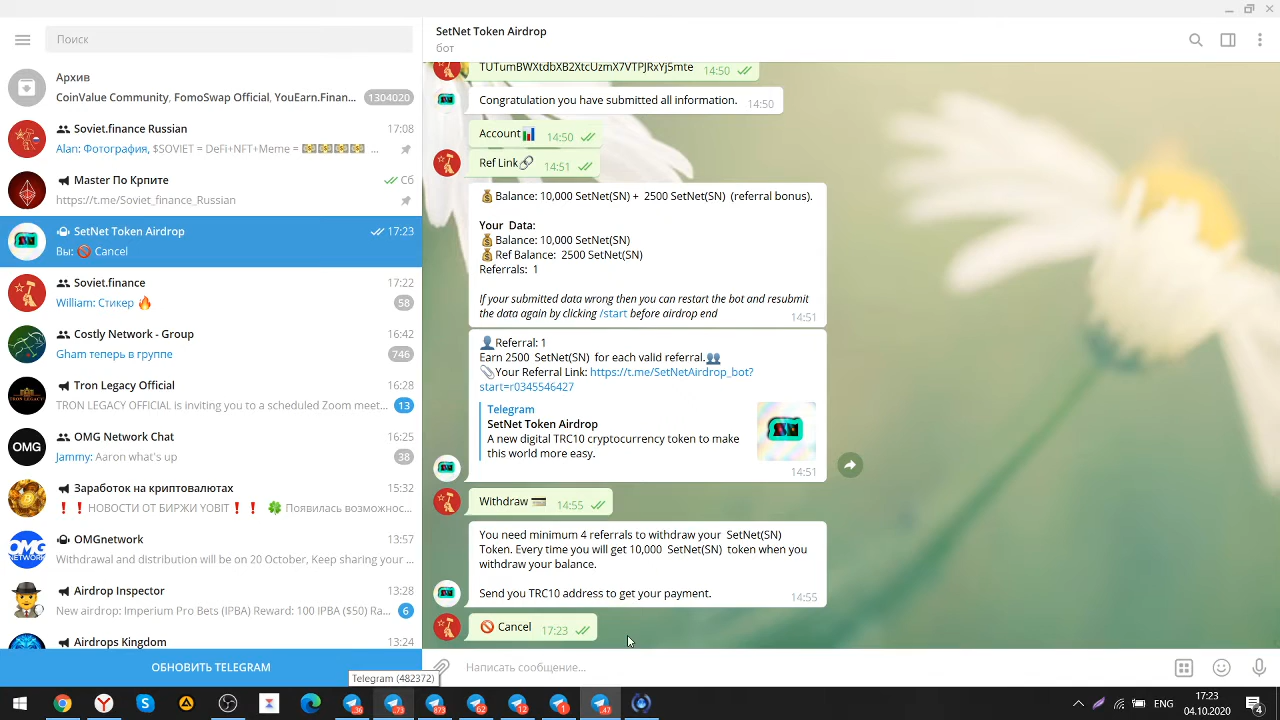 Поиск
Архив
CoinValue Community, FomoSwap Official, YouEarn.Finan...
1304020
Soviet.finance Russian
17:08
Alan: Фотография, $SOVIET = DeFi+NFT+Meme = 💵💵💵💵 ...
Master По Крпите
Сб
https://t.me/Soviet_finance_Russian
SetNet Token Airdrop
17:23
Вы: 🚫 Cancel
Soviet.finance
17:22
William: Стикер 🔥
58
Costly Network - Group
16:42
Gham теперь в группе
746
Tron Legacy Official
16:28
TRON LEGACY OFFICIAL is inviting you to a scheduled Zoom meet...
13
OMG Network Chat
16:25
OMG
Jammy: Aaron what's up
38
Заработок на криптовалютах
15:32
❗❗НОВОСТИ ОТ БИРЖИ YOBIT❗❗ 🍀 Появилась возможнос...
OMGnetwork
13:57
OMG
NETWORK
Withdrawal and distribution will be on 20 October, Keep sharing your ...
Airdrop Inspector
13:28
New airdrop: Imperium Pro Bets (IPBA) Reward: 100 IPBA ($50) Ra...
6
Airdrops Kingdom
13:24
ОБНОВИТЬ TELEGRAM
Telegram (482372)
SetNet Token Airdrop
бот
TUTumBWXtdbXB2XtcUzmX7VTPJRxYj5mte 14:50
Congratulation you have submitted all information. 14:50
Account📊 14:50
Ref Link🔗 14:51
💰Balance: 10,000 SetNet(SN) + 2500 SetNet(SN) (referral bonus).
Your Data:
💰Balance: 10,000 SetNet(SN)
💰Ref Balance: 2500 SetNet(SN)
Referrals: 1
If your submitted data wrong then you can restart the bot and resubmit
the data again by clicking /start before airdrop end
14:51
👤Referral: 1
Earn 2500 SetNet(SN) for each valid referral.👥
📎Your Referral Link: https://t.me/SetNetAirdrop_bot?
start=r0345546427
Telegram
SetNet Token Airdrop
A new digital TRC10 cryptocurrency token to make
this world more easy.
14:51
Withdraw 💳 14:55
You need minimum 4 referrals to withdraw your SetNet(SN)
Token. Every time you will get 10,000 SetNet(SN) token when you
withdraw your balance.
Send you TRC10 address to get your payment.
14:55
🚫 Cancel 17:23
Написать сообщение...
ENG
17:23
04.10.2020
4